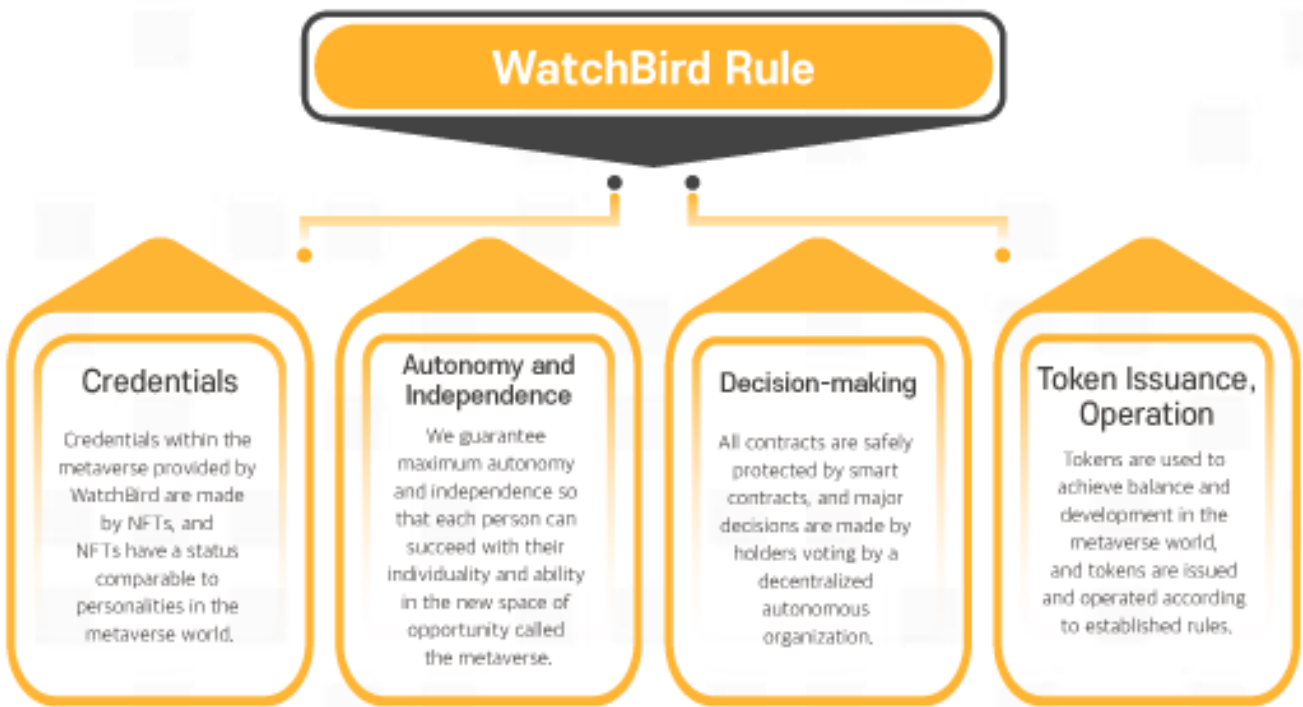 WatchBird Rule
Credentials
Credentials within the
metaverse provided by
WatchBird are made
by NFTs, and
NFTs have a status
comparable to
personalities in the
metaverse world.
Autonomy and
Independence
We guarantee
maximum autonomy
and independence so
that each person can
succeed with their
individuality and ability
in the new space of
opportunity called
the metaverse.
Decision-making
All contracts are safely
protected by smart
contracts, and major
decisions are made by
holders voting by a
decentralized
autonomous
organization.
Token Issuance,
Operation
Tokens are used to
achieve balance and
development in the
metaverse world,
and tokens are issued
and operated according
to established rules.